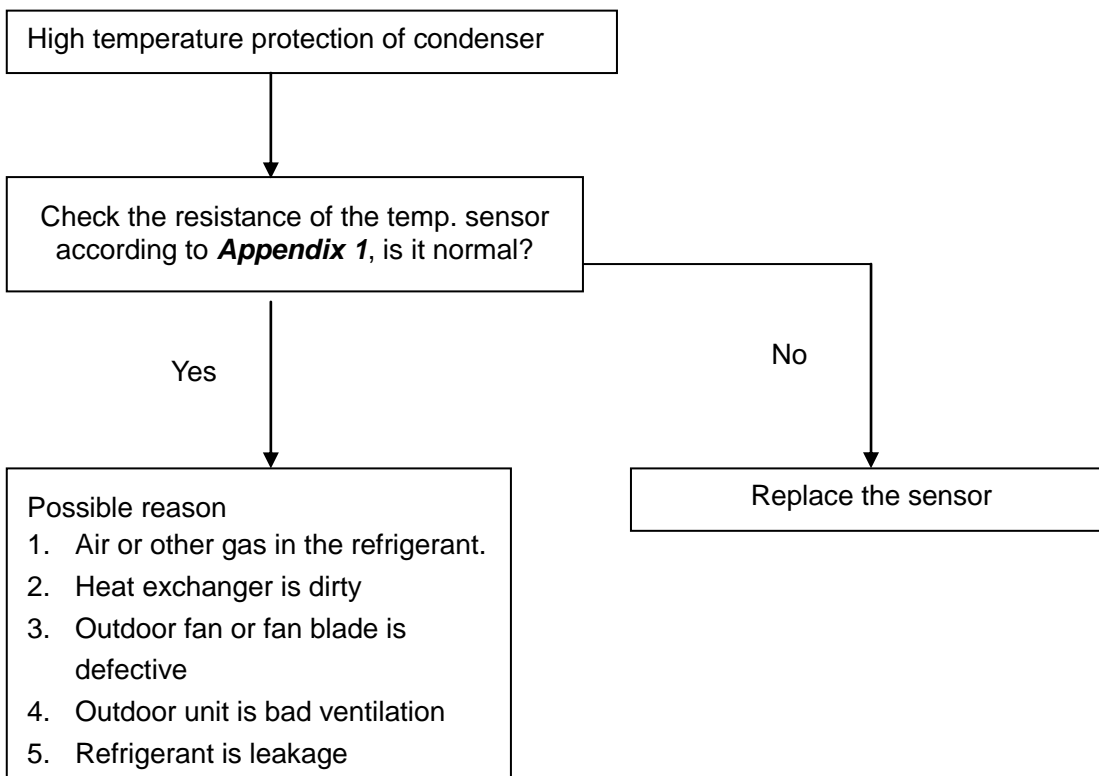 High temperature protection of condenser
Check the resistance of the temp. sensor
according to Appendix 1, is it normal?
Yes
No
Possible reason
1. Air or other gas in the refrigerant.
2. Heat exchanger is dirty
3. Outdoor fan or fan blade is
defective
4. Outdoor unit is bad ventilation
5. Refrigerant is leakage
Replace the sensor